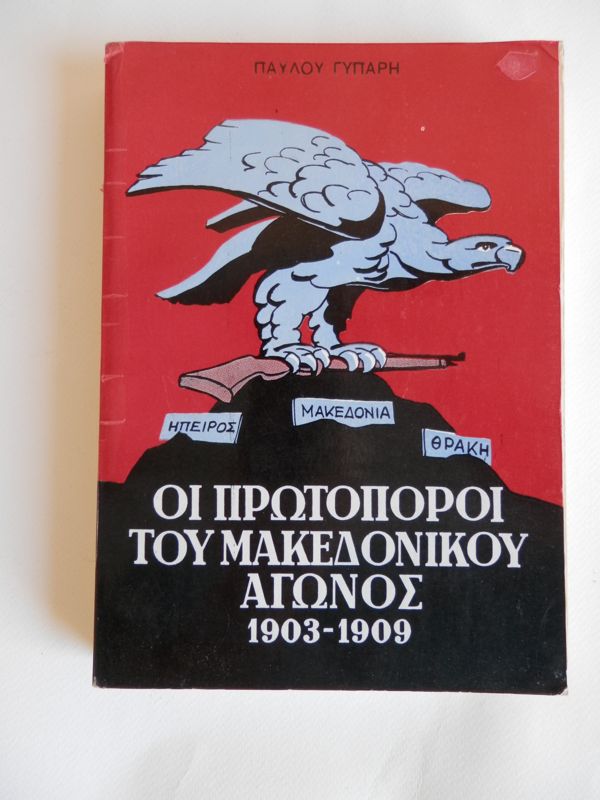 ΠΑΥΛΟΥ ΓΥΠΑΡΗ
ΗΠΕΙΡΟΣ
ΜΑΚΕΔΟΝΙΑ
ΘΡΑΚΗ
ΟΙ ΠΡΩΤΟΠΟΡΟΙ
ΤΟΥ ΜΑΚΕΔΟΝΙΚΟΥ
ΑΓΩΝΟΣ
1903-1909